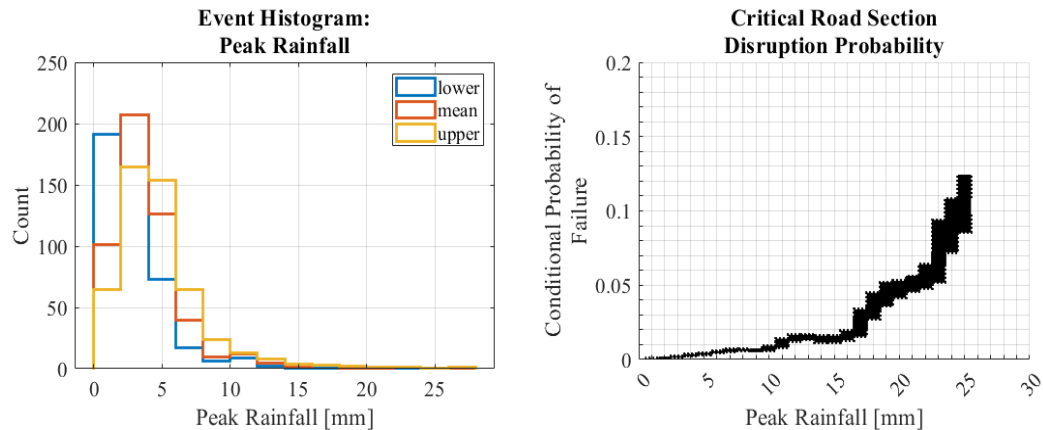 Event Histogram:
Peak Rainfall
250
200
150
100
50
0
Count
lower
mean
upper
0
5
10
15
20
25
Peak Rainfall [mm]
Critical Road Section
Disruption Probability
0.2
0.15
0.1
0.05
0
Conditional Probability of
Failure
0
5
10
15
20
25
30
Peak Rainfall [mm]